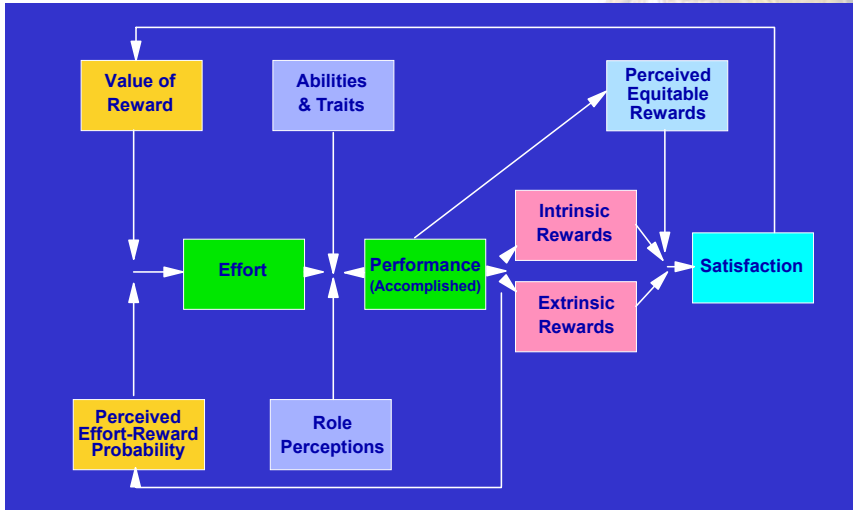 Value of
Reward
Abilities
& Traits
Perceived
Equitable
Rewards
Intrinsic
Rewards
Effort
Performance
(Accomplished)
Satisfaction
Extrinsic
Rewards
Perceived
Effort-Reward
Probability
Role
Perceptions